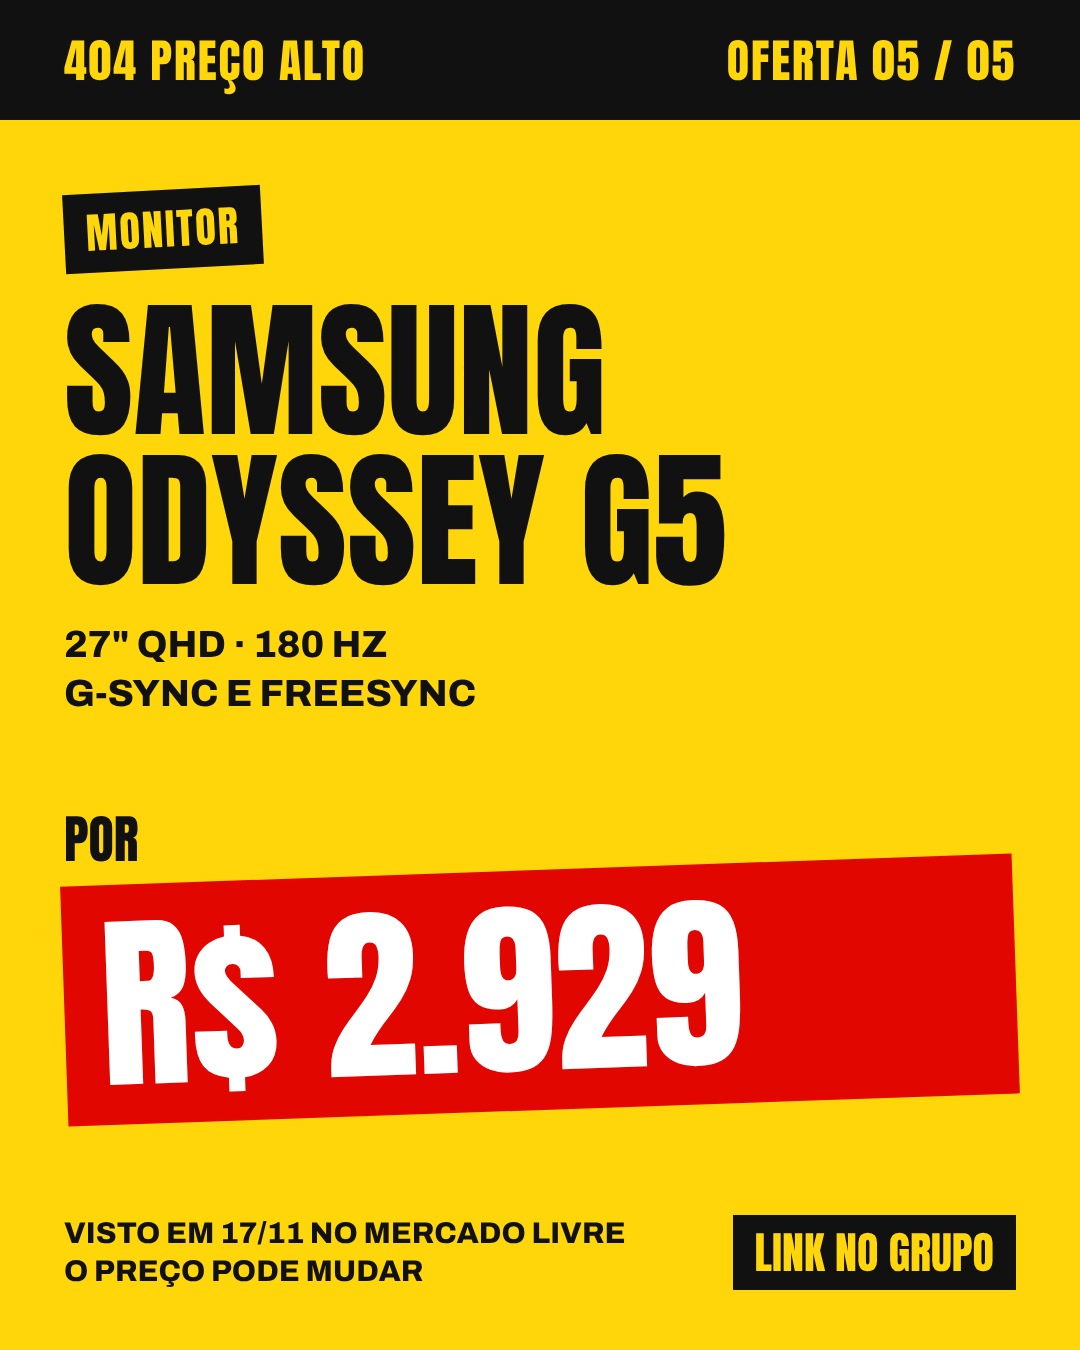 404 PREÇO ALTO
OFERTA 05 / 05
MONITOR
SAMSUNG
ODYSSEY G5
27" QHD · 180 HZ
G-SYNC E FREESYNC
POR
R$ 2.929
VISTO EM 17/11 NO MERCADO LIVRE
O PREÇO PODE MUDAR
LINK NO GRUPO